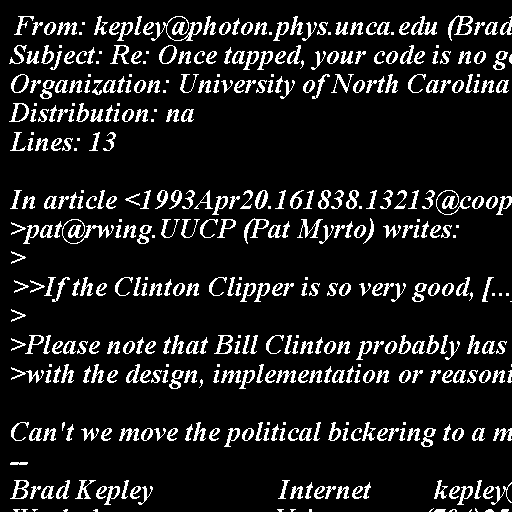 From: kepley@photon.phys.unca.edu (Brad
Subject: Re: Once tapped, your code is no
Organization: University of North Carolina
Distribution: na
Lines: 13
In article <1993Apr20.161838.13213@coop
>pat@rwing.UUCP (Pat Myrto) writes:
>
>>If the Clinton Clipper is so very good, [...
>
>Please note that Bill Clinton probably has
>with the design, implementation or reasoni
Can't we move the political bickering to a m
--
Brad Kepley Internet kepley@